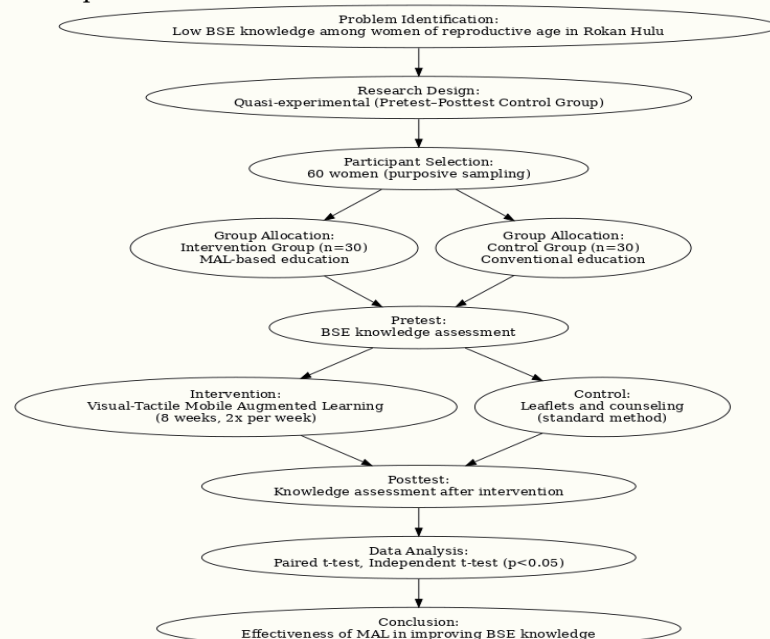 Problem Identification:
Low BSE knowledge among women of reproductive age in Rokan Hulu
Research Design:
Quasi-experimental (Pretest–Posttest Control Group)
Participant Selection:
60 women (purposive sampling)
Group Allocation:
Intervention Group (n=30)
MAL-based education
Group Allocation:
Control Group (n=30)
Conventional education
Pretest:
BSE knowledge assessment
Intervention:
Visual-Tactile Mobile Augmented Learning
(8 weeks, 2x per week)
Control:
Leaflets and counseling
(standard method)
Posttest:
Knowledge assessment after intervention
Data Analysis:
Paired t-test, Independent t-test (p<0.05)
Conclusion:
Effectiveness of MAL in improving BSE knowledge